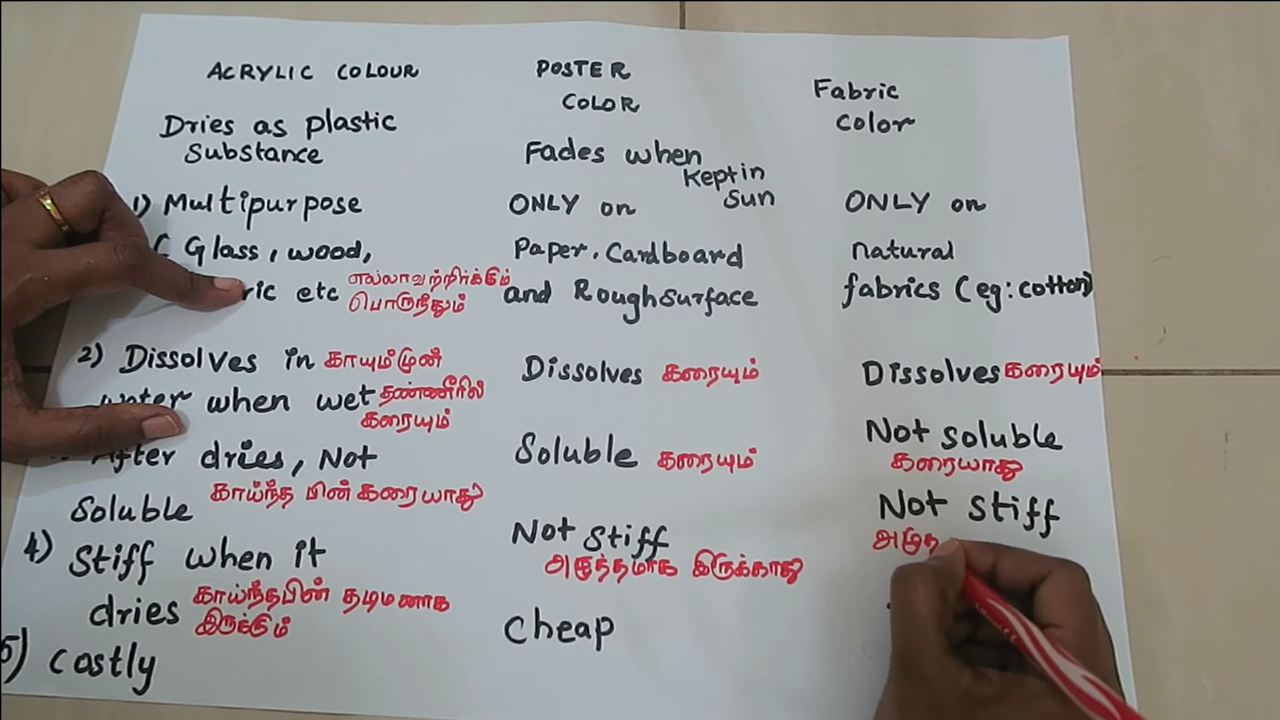 ACRYLIC COLOUR
Dries as plastic
Substance
1) Multipurpose
( Glass, wood,
ric etc எல்லாவற்றிற்கும்
பொருந்தும்
2) Dissolves in காயும்முன்
water when wet தண்ணீரில்
கரையும்
After dries, Not
Soluble காய்ந்த பின் கரையாது
4) Stiff when it
dries காய்ந்தபின் தடிமனாக
இருக்கும்
5) Costly
POSTER
COLOR
Fades when
Kept in
Sun
ONLY on
Paper, Cardboard
and Rough surface
Dissolves கரையும்
Soluble கரையும்
Not Stiff
அழுத்தமாக இருக்காது
Cheap
Fabric
color
ONLY on
natural
fabrics (eg: cotton)
Dissolves கரையும்
Not soluble
கரையாது
Not stiff